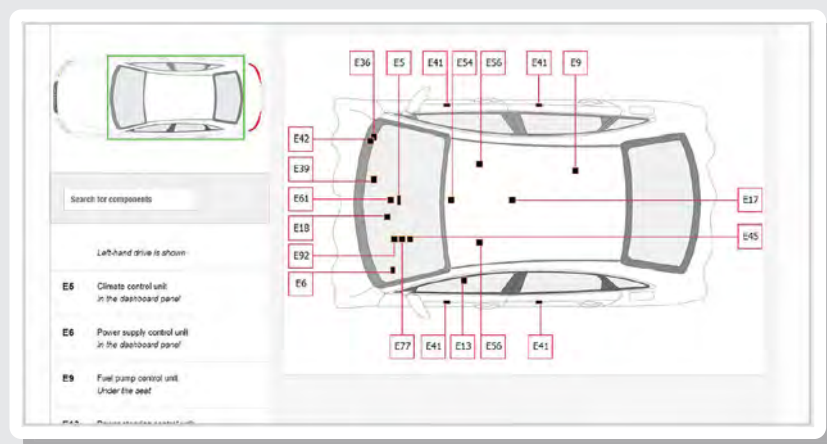 E36
E5
E41
E54
E56
E41
E9
E42
E39
E61
E18
E92
E6
E17
E45
E77
E41
E13
E56
E41
Search for components
Left-hand drive is shown
E5 Climate control unit
in the dashboard panel
E6 Power supply control unit
in the dashboard panel
E9 Fuel pump control unit
Under the seat